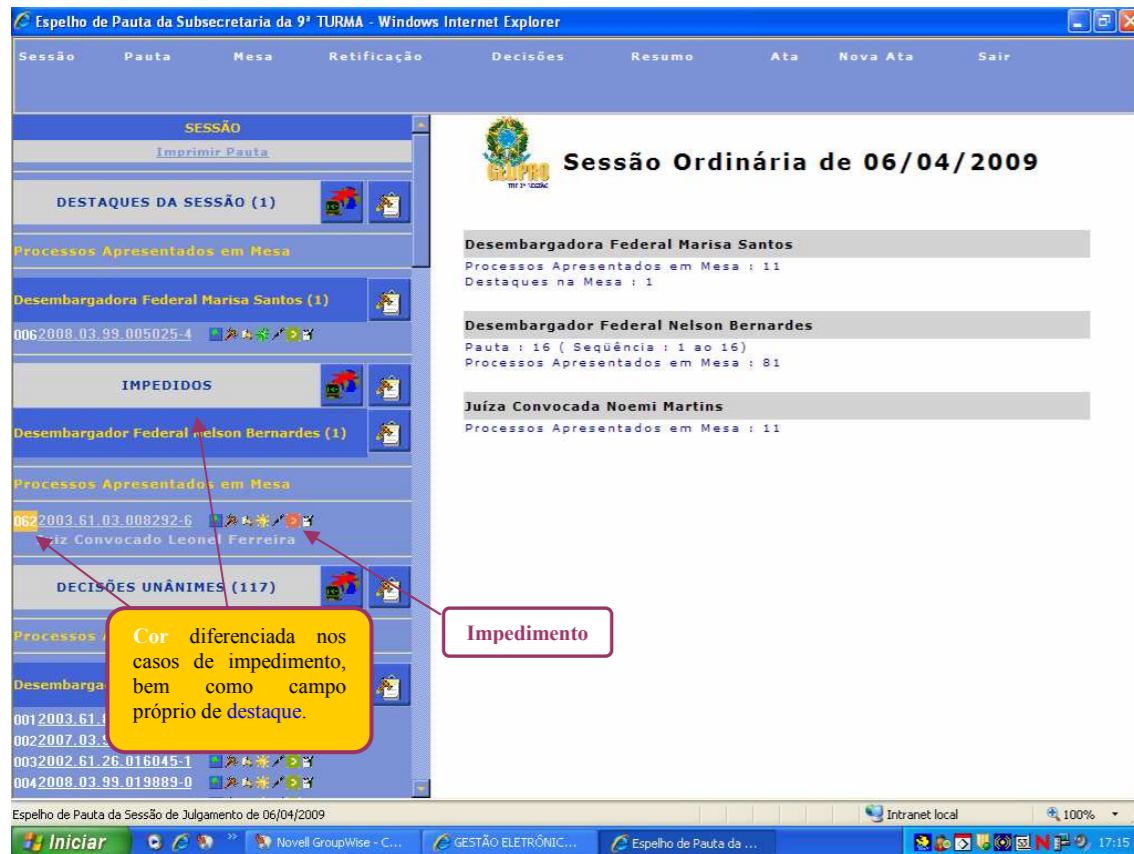 Espelho de Pauta da Subsecretaria da 9ª TURMA - Windows Internet Explorer
Sessão Pauta Mesa Retificação Decisões Resumo Ata Nova Ata Sair
SESSÃO
Imprimir Pauta
DESTAQUES DA SESSÃO (1)
Processos Apresentados em Mesa
Desembargadora Federal Marisa Santos (1)
0062008.03.99.005025-4
IMPEDIDOS
Desembargador Federal Nelson Bernardes (1)
Processos Apresentados em Mesa
0622003.61.03.008292-6
Juiz Convocado Leonel Ferreira
DECISÕES UNÂNIMES (117)
Processos
Desembarga
0012003.61.
0022007.03.
0032002.61.26.016045-1
0042008.03.99.019889-0
Cor diferenciada nos
casos de impedimento,
bem como campo
próprio de destaque.
Impedimento
GEDPRO
Sessão Ordinária de 06/04/2009
Desembargadora Federal Marisa Santos
Processos Apresentados em Mesa : 11
Destaques na Mesa : 1
Desembargador Federal Nelson Bernardes
Pauta : 16 ( Seqüência : 1 ao 16)
Processos Apresentados em Mesa : 81
Juíza Convocada Noemi Martins
Processos Apresentados em Mesa : 11
Espelho de Pauta da Sessão de Julgamento de 06/04/2009
Intranet local
100%
Iniciar
Novell GroupWise - C...
GESTÃO ELETRÔNIC...
Espelho de Pauta da ...
17:15